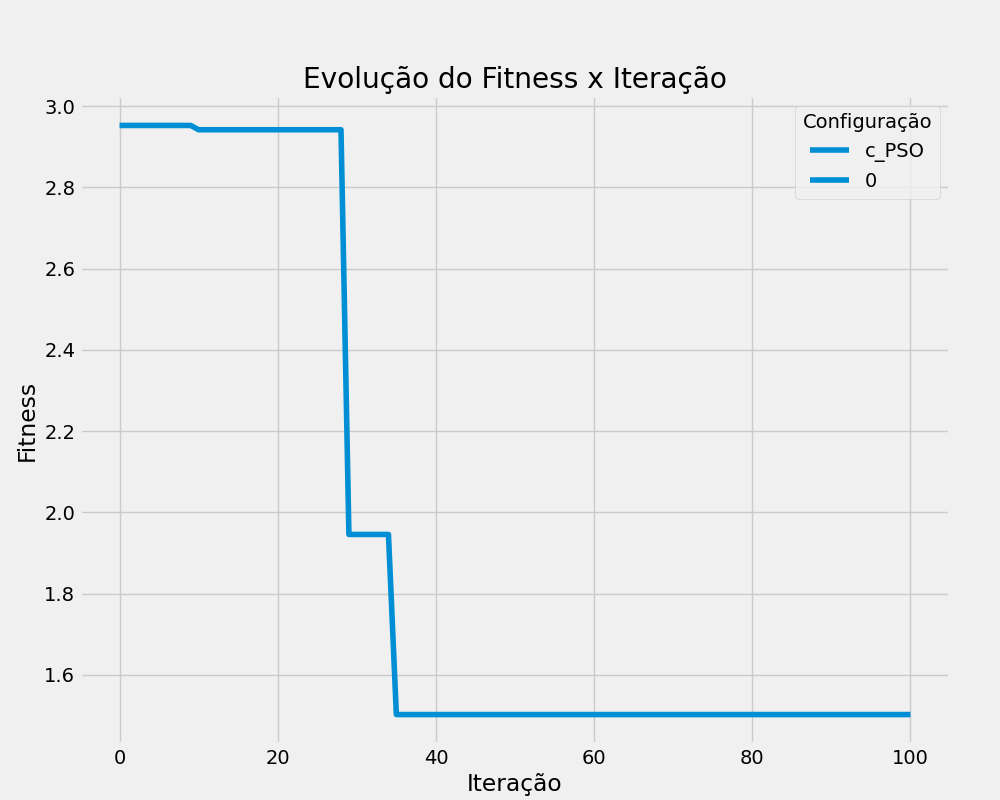 Evolução do Fitness x Iteração
3.0
2.8
2.6
2.4
2.2
2.0
1.8
1.6
Fitness
Configuração
c_PSO
0
0 20 40 60 80 100
Iteração